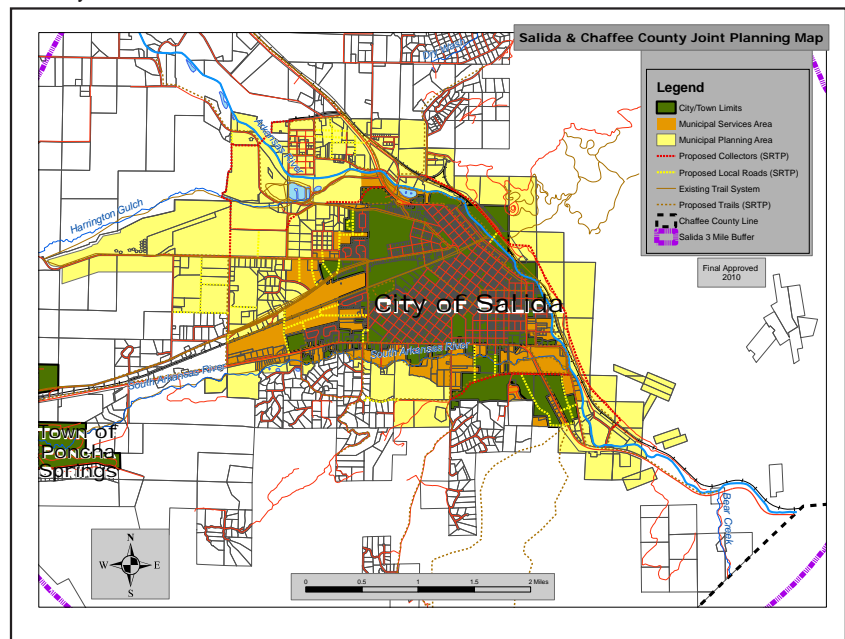 Salida & Chaffee County Joint Planning Map
Legend
City/Town Limits
Municipal Services Area
Municipal Planning Area
Proposed Collectors (SRTP)
Proposed Local Roads (SRTP)
Existing Trail System
Proposed Trails (SRTP)
Chaffee County Line
Salida 3 Mile Buffer
Final Approved
2010
Arkansas River
Harrington Gulch
City of Salida
South Arkansas River
South Arkansas River
Town of
Poncha
Springs
Bear Creek
N
W E
S
0 0.5 1 1.5 2 Miles